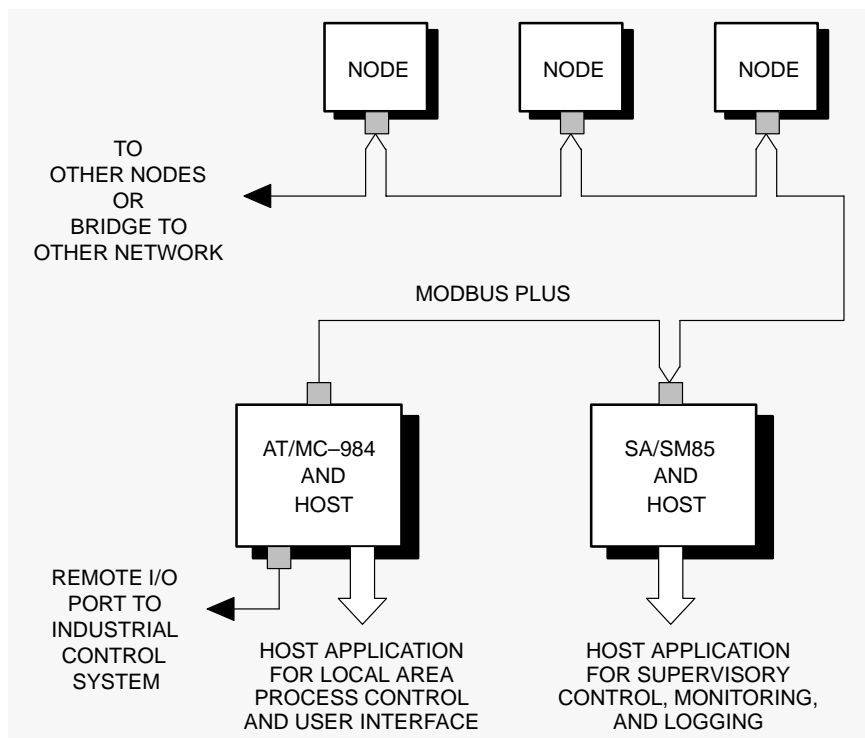 NODE
NODE
NODE
TO
OTHER NODES
OR
BRIDGE TO
OTHER NETWORK
MODBUS PLUS
AT/MC–984
AND
HOST
SA/SM85
AND
HOST
REMOTE I/O
PORT TO
INDUSTRIAL
CONTROL
SYSTEM
HOST APPLICATION
FOR LOCAL AREA
PROCESS CONTROL
AND USER INTERFACE
HOST APPLICATION
FOR SUPERVISORY
CONTROL, MONITORING,
AND LOGGING